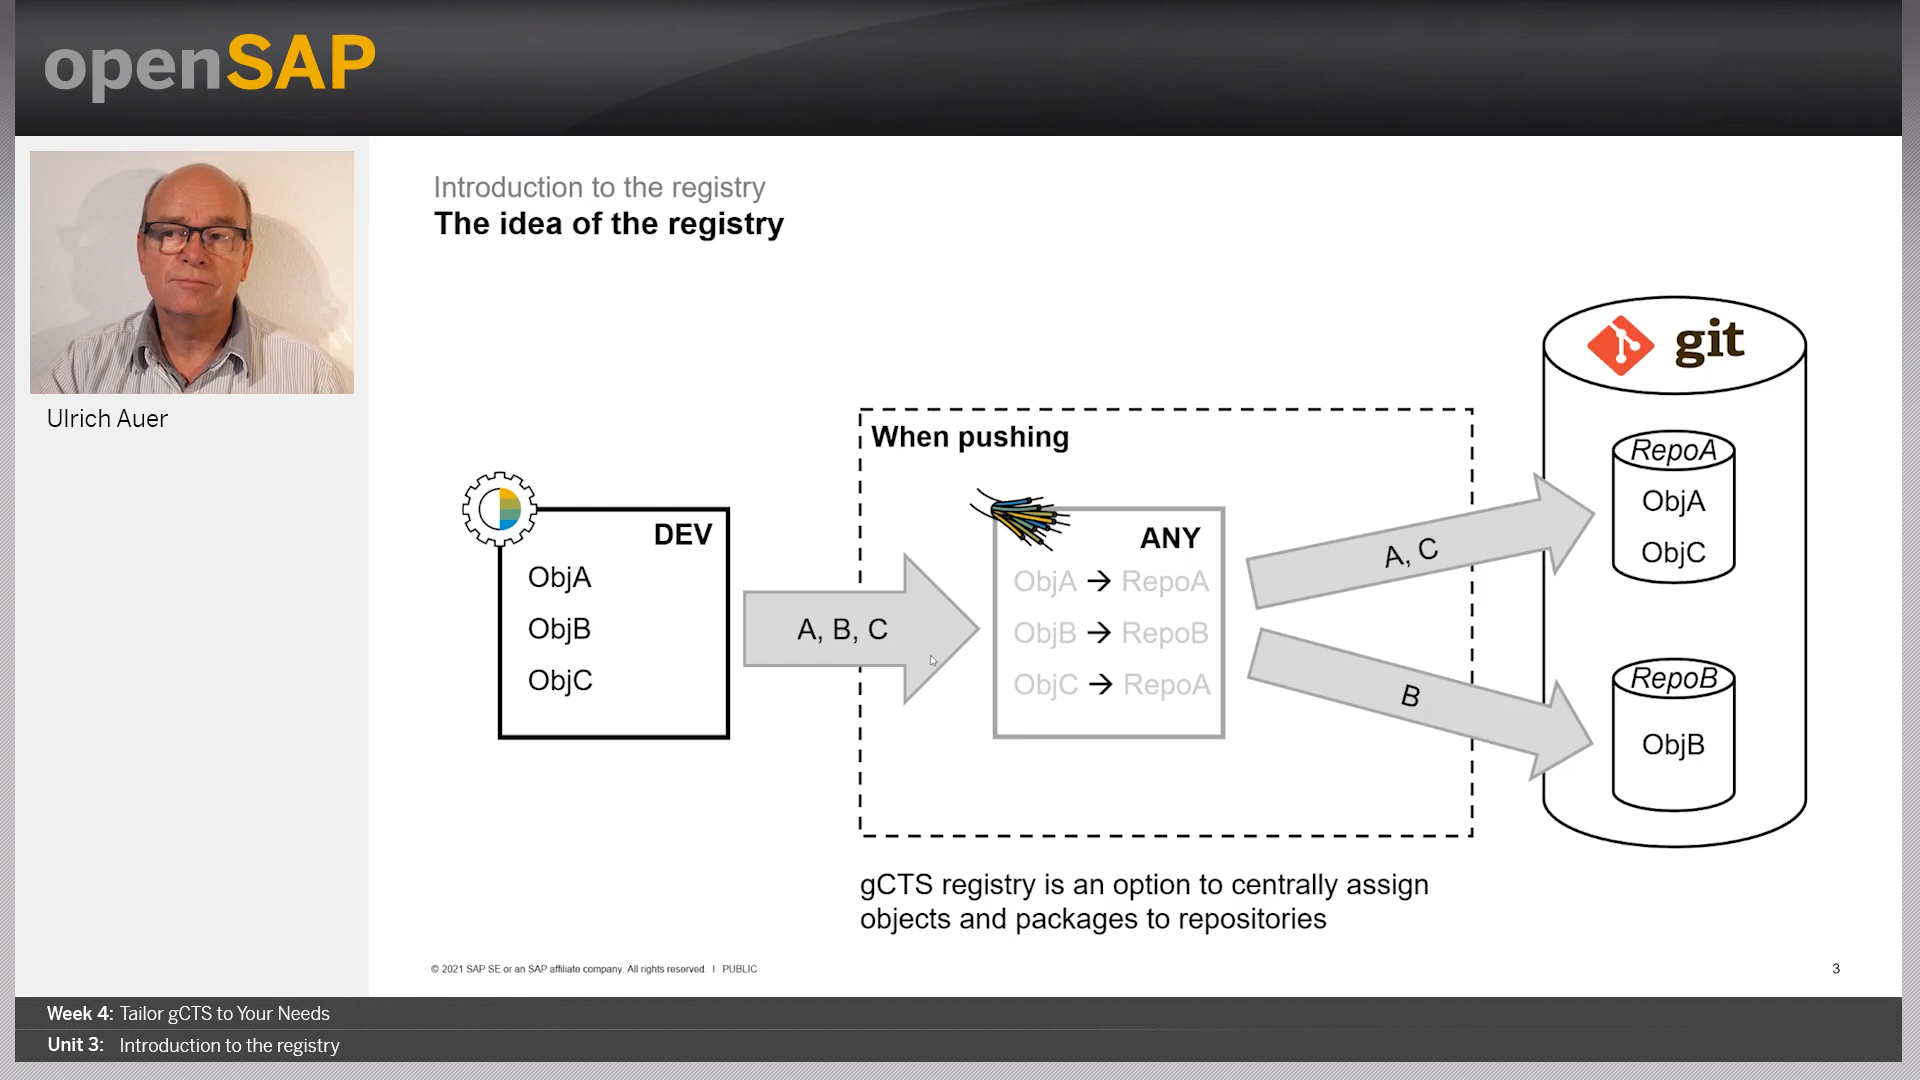 openSAP
Ulrich Auer
Introduction to the registry
The idea of the registry
git
RepoA
ObjA
ObjC
RepoB
ObjB
DEV
ObjA
ObjB
ObjC
A, B, C
When pushing
ANY
ObjA → RepoA
ObjB → RepoB
ObjC → RepoA
A, C
B
gCTS registry is an option to centrally assign
objects and packages to repositories
© 2021 SAP SE or an SAP affiliate company. All rights reserved. I PUBLIC
3
Week 4: Tailor gCTS to Your Needs
Unit 3: Introduction to the registry